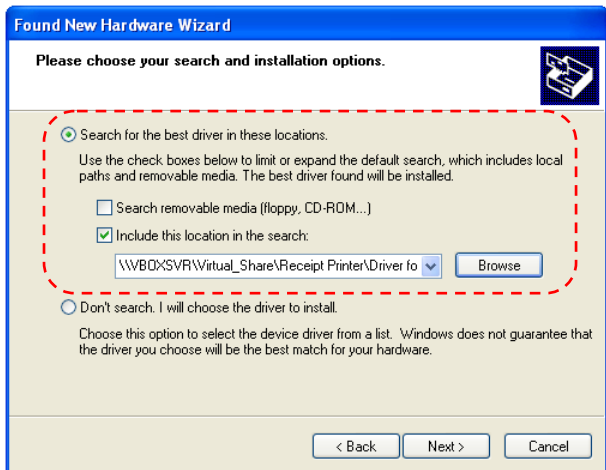 Found New Hardware Wizard
Please choose your search and installation options.
Search for the best driver in these locations.
Use the check boxes below to limit or expand the default search, which includes local
paths and removable media. The best driver found will be installed.
Search removable media (floppy, CD-ROM...)
Include this location in the search:
\\VBOXSVR\Virtual_Share\Receipt Printer\Driver fo
Browse
Don't search. I will choose the driver to install.
Choose this option to select the device driver from a list. Windows does not guarantee that
the driver you choose will be the best match for your hardware.
< Back
Next >
Cancel